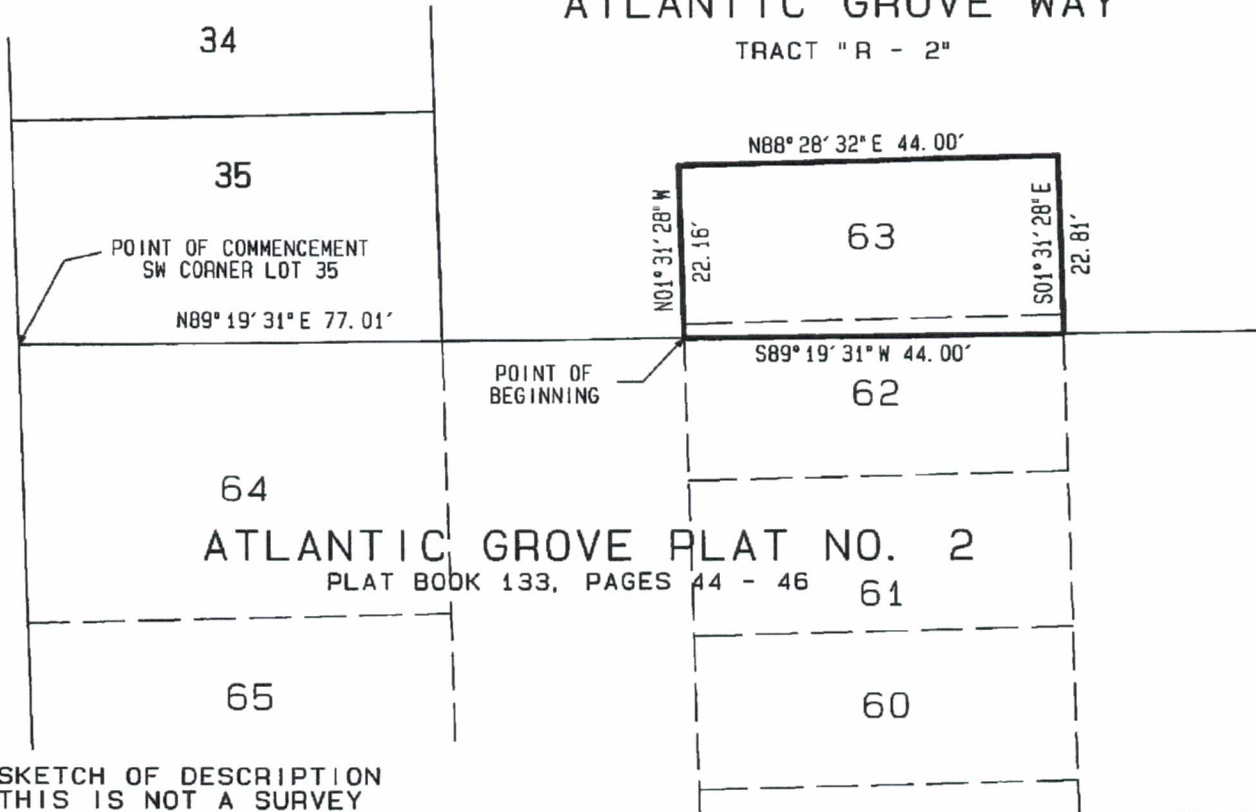 ATLANTIC GROVE WAY
TRACT "R - 2"
34
35
POINT OF COMMENCEMENT
SW CORNER LOT 35
N89°19'31"E 77.01'
N88°28'32"E 44.00'
N01°31'28"W
22.16'
63
S01°31'28"E
22.81'
S89°19'31"W 44.00'
POINT OF
BEGINNING
62
64
ATLANTIC GROVE PLAT NO. 2
PLAT BOOK 133, PAGES 44 - 46
61
65
60
SKETCH OF DESCRIPTION
THIS IS NOT A SURVEY